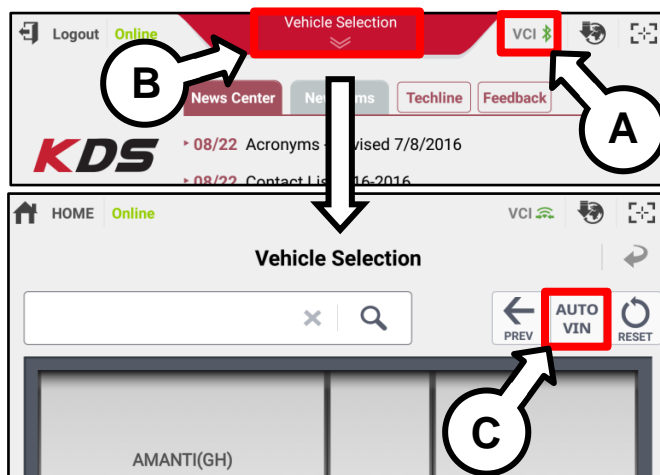 Logout Online
Vehicle Selection
VCI
B
A
News Center
Techline
Feedback
KDS
08/22 Acronyms
vised 7/8/2016
08/22 Contact Lis
16-2016
HOME Online
VCI
Vehicle Selection
PREV
AUTO VIN
RESET
C
AMANTI(GH)